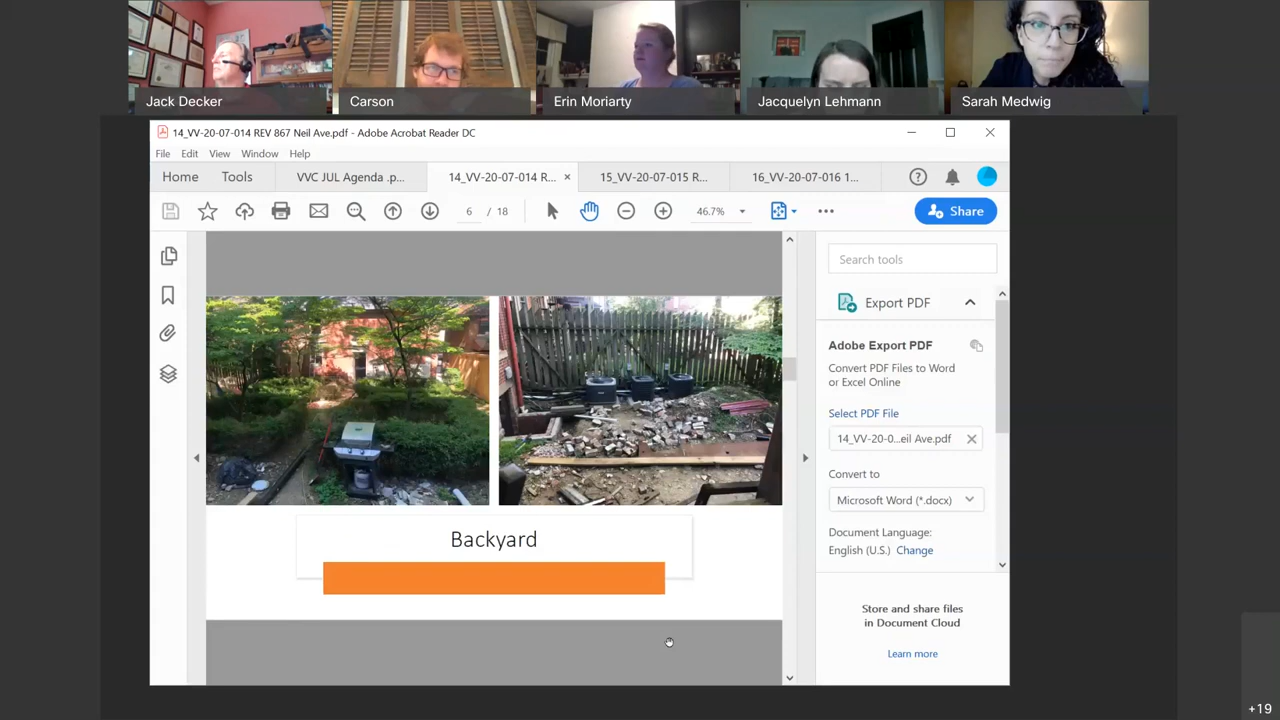 Jack Decker
Carson
Erin Moriarty
Jacquelyn Lehmann
Sarah Medwig
14_VV-20-07-014 REV 867 Neil Ave.pdf - Adobe Acrobat Reader DC
File Edit View Window Help
Home Tools VVC JUL Agenda .p... 14_VV-20-07-014 R... × 15_VV-20-07-015 R... 16_VV-20-07-016 1...
6 / 18 46.7% Share
Search tools
Export PDF
Adobe Export PDF
Convert PDF Files to Word
or Excel Online
Select PDF File
14_VV-20-0...eil Ave.pdf
Convert to
Microsoft Word (*.docx)
Document Language:
English (U.S.) Change
Backyard
Store and share files
in Document Cloud
Learn more
+19